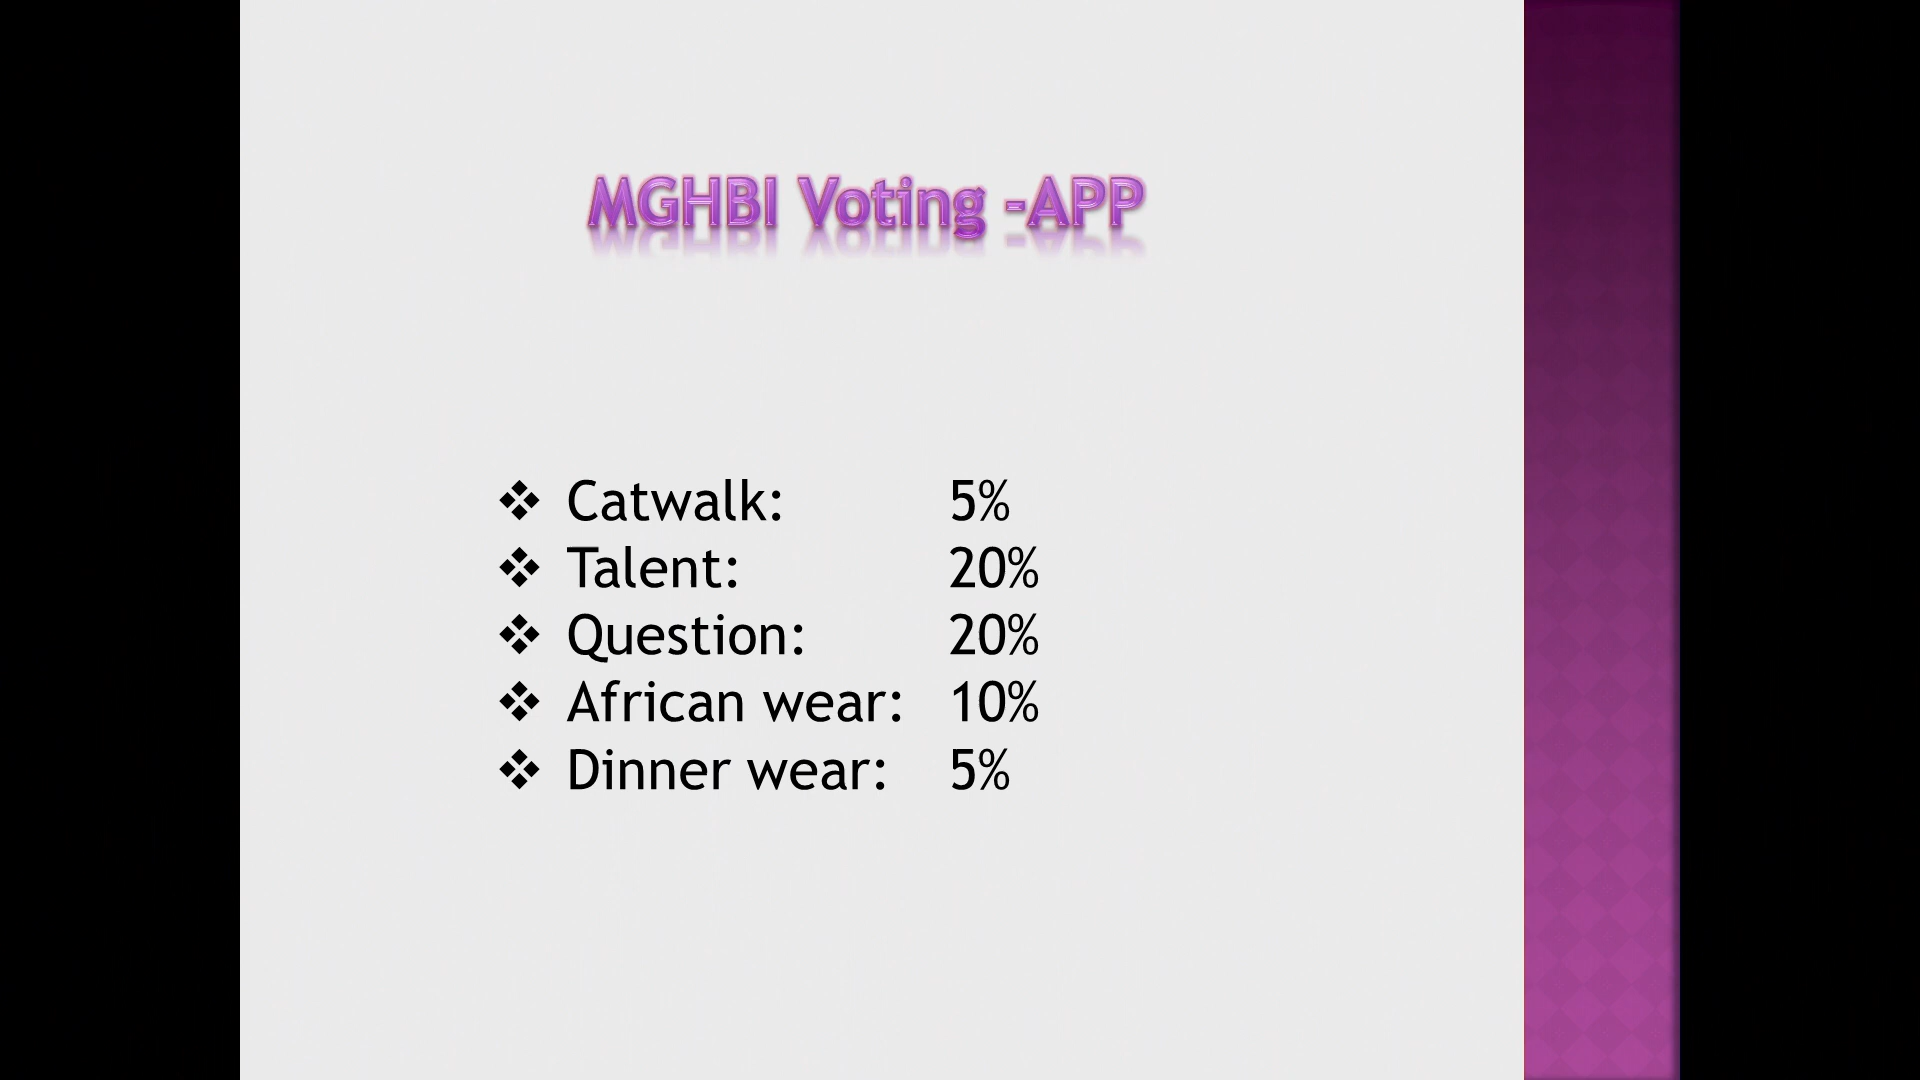 MGHBI Voting -APP
❖ Catwalk: 5%
❖ Talent: 20%
❖ Question: 20%
❖ African wear: 10%
❖ Dinner wear: 5%